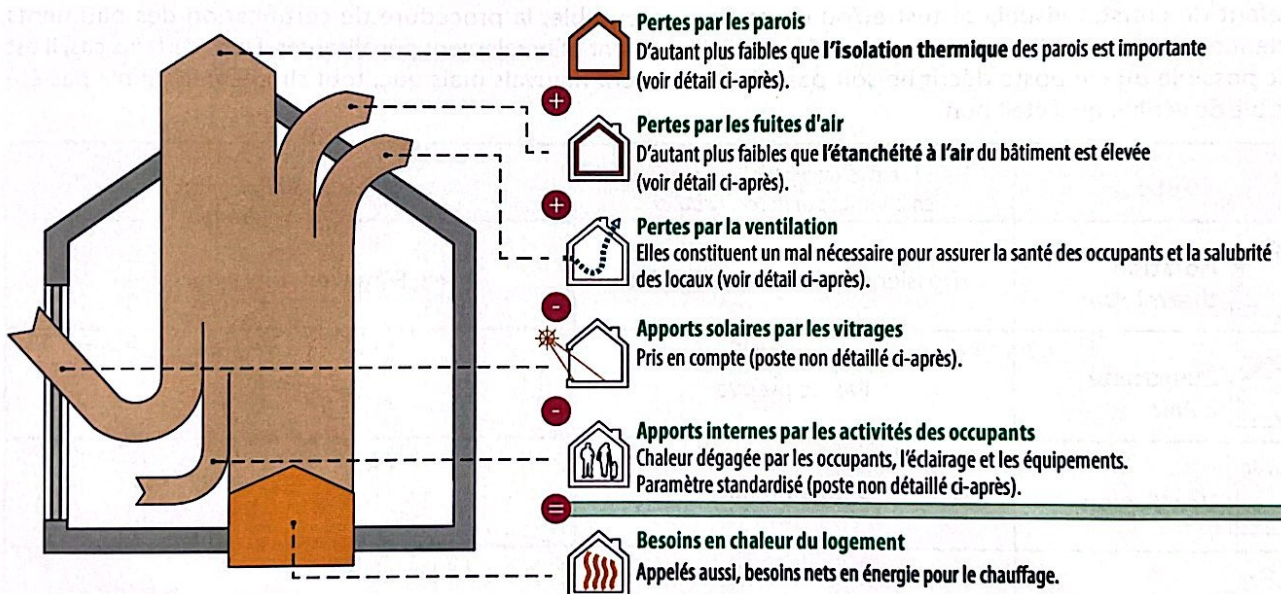 Pertes par les parois
D'autant plus faibles que l'isolation thermique des parois est importante
(voir détail ci-après).
+
Pertes par les fuites d'air
D'autant plus faibles que l'étanchéité à l'air du bâtiment est élevée
(voir détail ci-après).
+
Pertes par la ventilation
Elles constituent un mal nécessaire pour assurer la santé des occupants et la salubrité
des locaux (voir détail ci-après).
-
Apports solaires par les vitrages
Pris en compte (poste non détaillé ci-après).
-
Apports internes par les activités des occupants
Chaleur dégagée par les occupants, l'éclairage et les équipements.
Paramètre standardisé (poste non détaillé ci-après).
=
Besoins en chaleur du logement
Appelés aussi, besoins nets en énergie pour le chauffage.